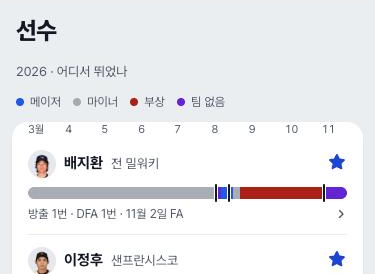 선수
2026 · 어디서 뛰었나
메이저 마이너 부상 팀 없음
3월 4 5 6 7 8 9 10 11
배지환 전 밀워키
방출 1번 · DFA 1번 · 11월 2일 FA
이정후 샌프란시스코